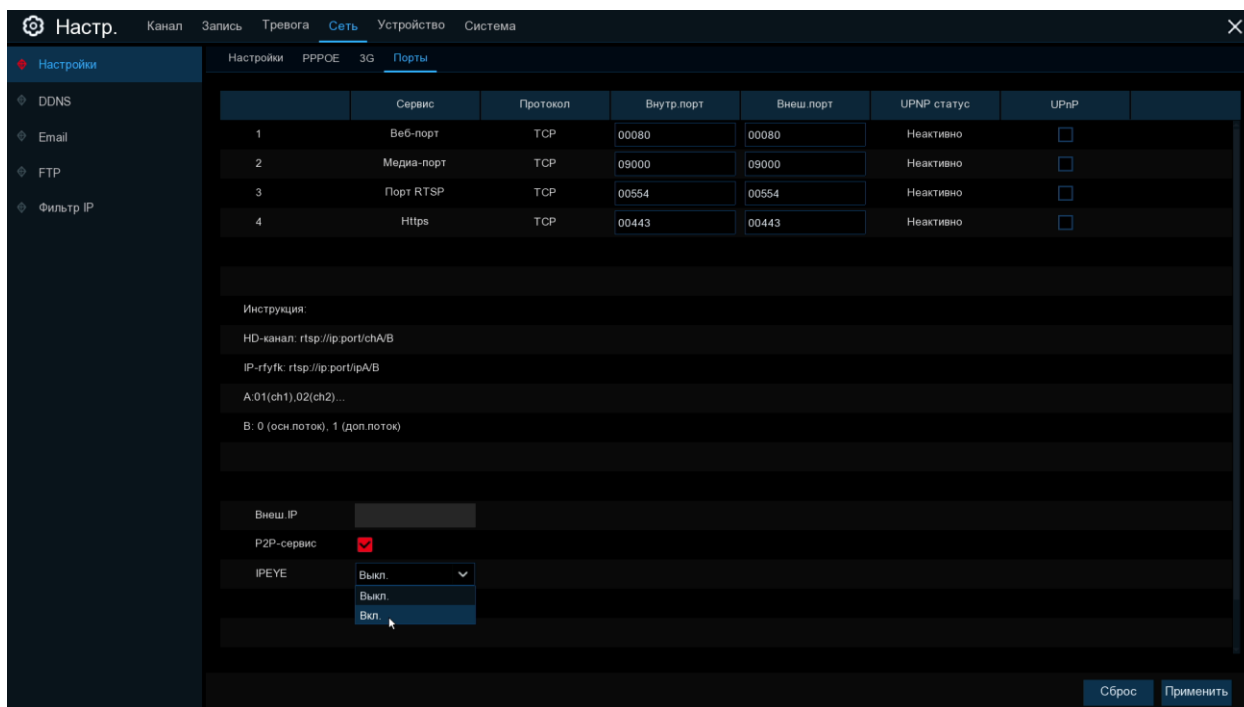 Настр. Канал Запись Тревога Сеть Устройство Система
Настройки PPPOE 3G Порты
Настройки
DDNS
Email
FTP
Фильтр IP
Сервис Протокол Внутр.порт Внеш.порт UPNP статус UPnP
1 Веб-порт TCP 00080 00080 Неактивно
2 Медиа-порт TCP 09000 09000 Неактивно
3 Порт RTSP TCP 00554 00554 Неактивно
4 Https TCP 00443 00443 Неактивно
Инструкция:
HD-канал: rtsp://ip:port/chA/B
IP-rfyfk: rtsp://ip:port/ipA/B
A:01(ch1),02(ch2)...
B: 0 (осн.поток), 1 (доп.поток)
Внеш.IP
P2P-сервис
IPEYE Выкл.
Выкл.
Вкл.
Сброс Применить